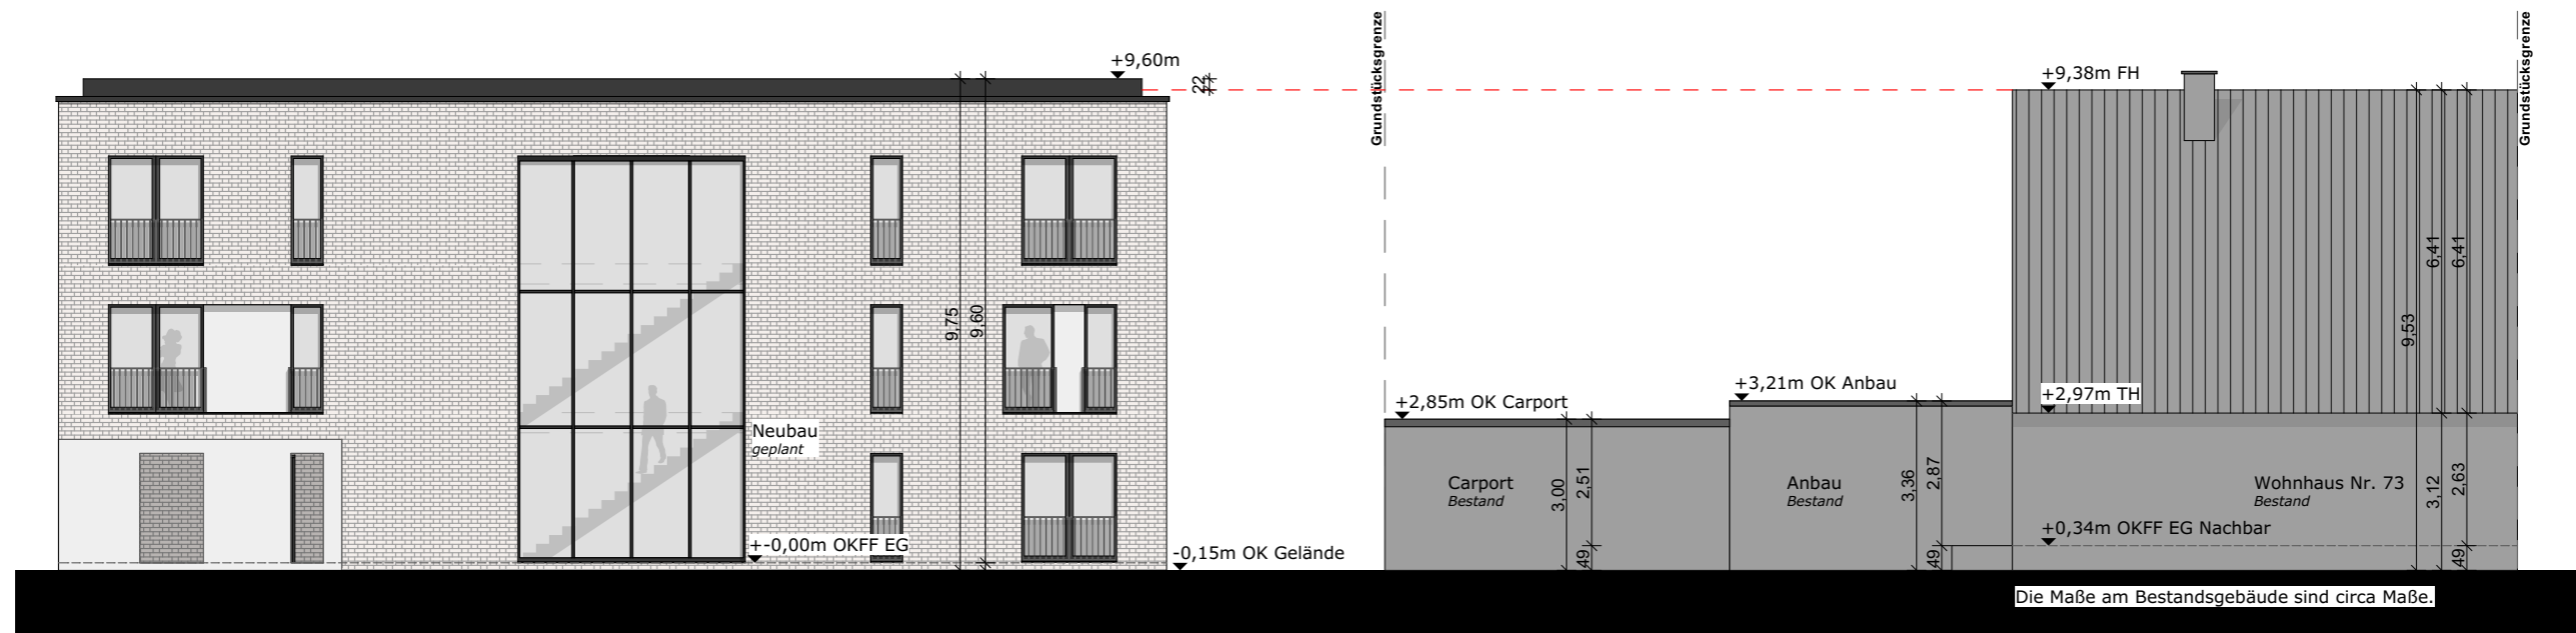 Grundstücksgrenze
Grundstücksgrenze
+9,60m
22
+9,38m FH
9,75
9,60
6,41
6,41
9,53
+2,97m TH
+3,21m OK Anbau
+2,85m OK Carport
Neubau
geplant
Carport
Bestand
3,00
2,51
49
Anbau
Bestand
3,36
2,87
49
Wohnhaus Nr. 73
Bestand
3,12
2,63
49
+0,34m OKFF EG Nachbar
+-0,00m OKFF EG
-0,15m OK Gelände
Die Maße am Bestandsgebäude sind circa Maße.